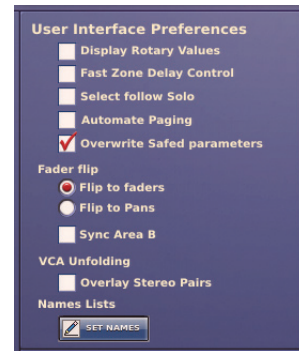 User Interface Preferences
Display Rotary Values
Fast Zone Delay Control
Select follow Solo
Automate Paging
Overwrite Safed parameters
Fader flip
Flip to faders
Flip to Pans
Sync Area B
VCA Unfolding
Overlay Stereo Pairs
Names Lists
SET NAMES